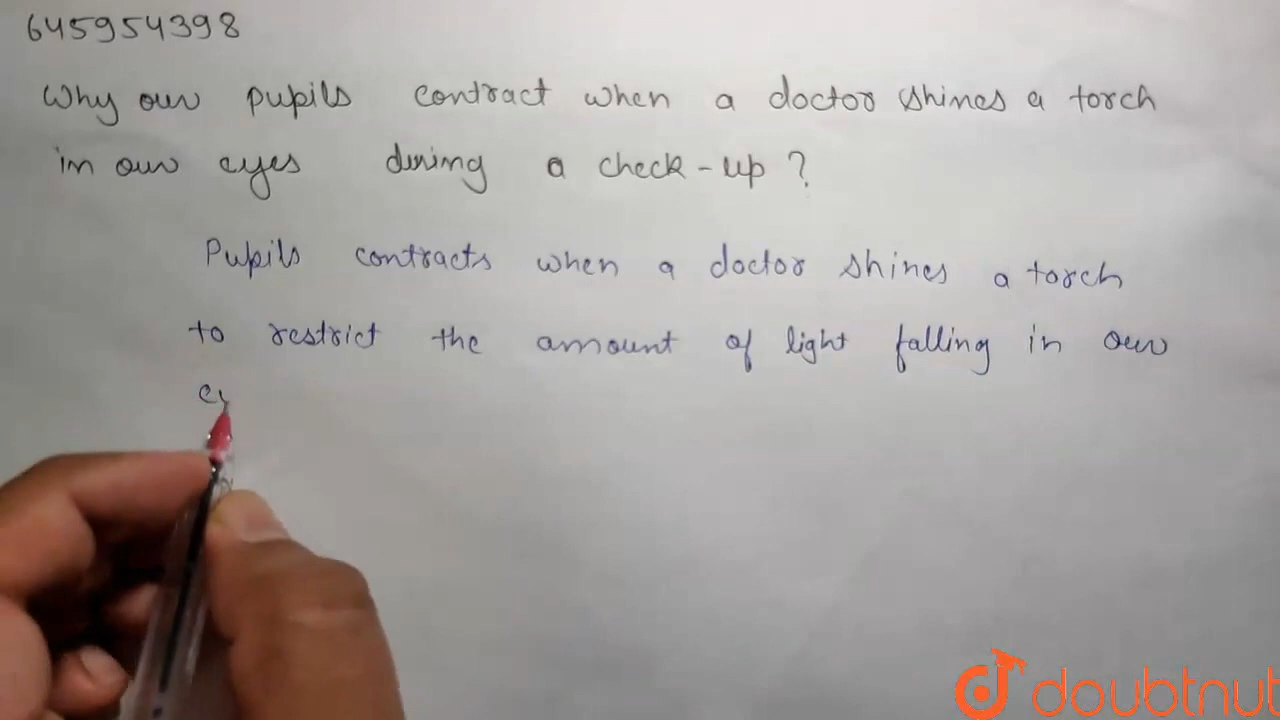 645954398
Why our pupils contract when a doctor shines a torch
in our eyes during a check-up?
Pupils contracts when a doctor shines a torch
to restrict the amount of light falling in our
ey
doubtnut